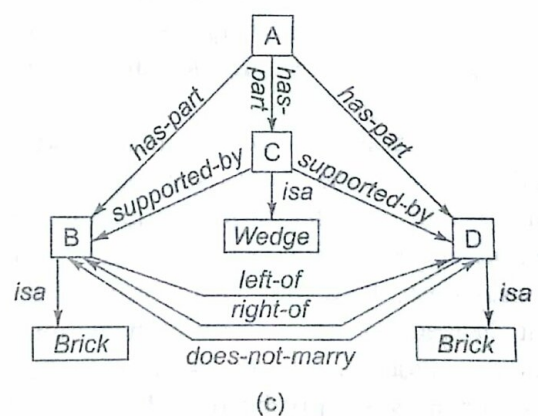 A
has-part
has-
part
has-part
C
supported-by
isa
supported-by
B
Wedge
D
left-of
isa
right-of
isa
Brick
does-not-marry
Brick
(c)